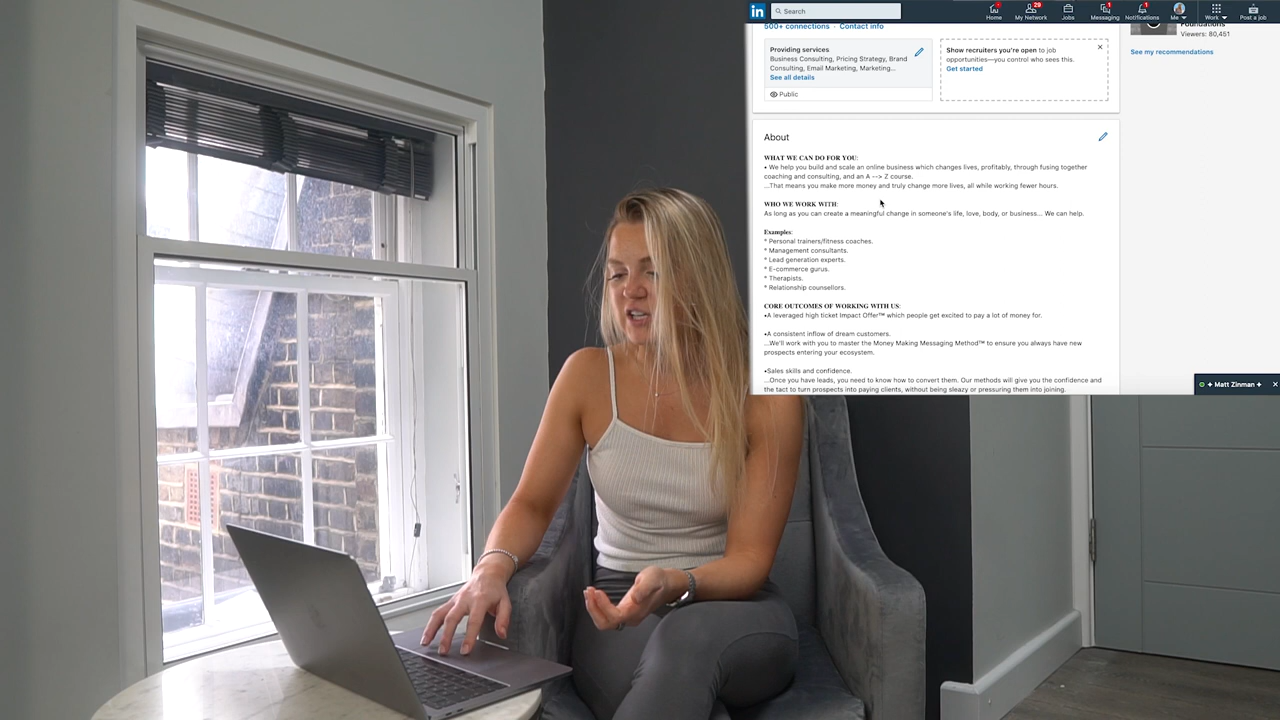 in
Search
Home
29
My Network
Jobs
1
Messaging
1
Notifications
Me
Work
Post a job
500+ connections · Contact info
Viewers: 80,451
See my recommendations
Providing services
Business Consulting, Pricing Strategy, Brand
Consulting, Email Marketing, Marketing...
See all details
Public
Show recruiters you're open to job
opportunities—you control who sees this.
Get started
About
WHAT WE CAN DO FOR YOU:
• We help you build and scale an online business which changes lives, profitably, through fusing together
coaching and consulting, and an A --> Z course.
...That means you make more money and truly change more lives, all while working fewer hours.
WHO WE WORK WITH:
As long as you can create a meaningful change in someone's life, love, body, or business... We can help.
Examples:
* Personal trainers/fitness coaches.
* Management consultants.
* Lead generation experts.
* E-commerce gurus.
* Therapists.
* Relationship counsellors.
CORE OUTCOMES OF WORKING WITH US:
•A leveraged high ticket Impact Offer™ which people get excited to pay a lot of money for.
•A consistent inflow of dream customers.
...We'll work with you to master the Money Making Messaging Method™ to ensure you always have new
prospects entering your ecosystem.
•Sales skills and confidence.
...Once you have leads, you need to know how to convert them. Our methods will give you the confidence and
the tact to turn prospects into paying clients, without being sleazy or pressuring them into joining.
+ Matt Zinman +